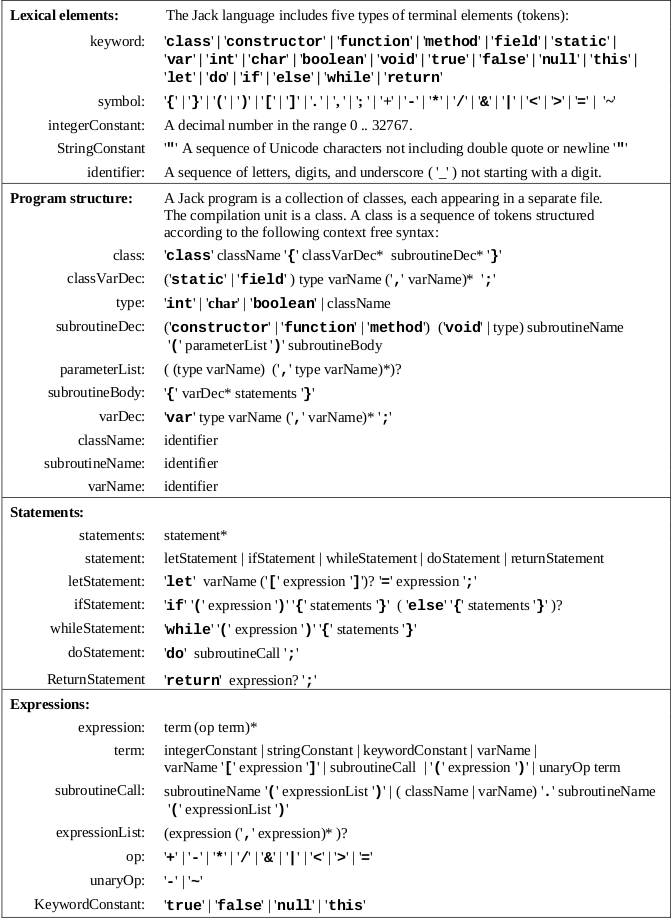 Lexical elements: The Jack language includes five types of terminal elements (tokens):
keyword: 'class' | 'constructor' | 'function' | 'method' | 'field' | 'static' |
'var' | 'int' | 'char' | 'boolean' | 'void' | 'true' | 'false' | 'null' | 'this' |
'let' | 'do' | 'if' | 'else' | 'while' | 'return'
symbol: '{' | '}' | '(' | ')' | '[' | ']' | '.' | ',' | ';' | '+' | '-' | '*' | '/' | '&' | '|' | '<' | '>' | '=' | '~'
integerConstant: A decimal number in the range 0 .. 32767.
StringConstant '"' A sequence of Unicode characters not including double quote or newline '"'
identifier: A sequence of letters, digits, and underscore ( '_' ) not starting with a digit.
Program structure: A Jack program is a collection of classes, each appearing in a separate file.
The compilation unit is a class. A class is a sequence of tokens structured
according to the following context free syntax:
class: 'class' className '{' classVarDec* subroutineDec* '}'
classVarDec: ('static' | 'field' ) type varName (',' varName)* ';'
type: 'int' | 'char' | 'boolean' | className
subroutineDec: ('constructor' | 'function' | 'method') ('void' | type) subroutineName
'(' parameterList ')' subroutineBody
parameterList: ( (type varName) (',' type varName)*)?
subroutineBody: '{' varDec* statements '}'
varDec: 'var' type varName (',' varName)* ';'
className: identifier
subroutineName: identifier
varName: identifier
Statements:
statements: statement*
statement: letStatement | ifStatement | whileStatement | doStatement | returnStatement
letStatement: 'let' varName ('[' expression ']')? '=' expression ';'
ifStatement: 'if' '(' expression ')' '{' statements '}' ( 'else' '{' statements '}' )?
whileStatement: 'while' '(' expression ')' '{' statements '}'
doStatement: 'do' subroutineCall ';'
ReturnStatement 'return' expression? ';'
Expressions:
expression: term (op term)*
term: integerConstant | stringConstant | keywordConstant | varName |
varName '[' expression ']' | subroutineCall | '(' expression ')' | unaryOp term
subroutineCall: subroutineName '(' expressionList ')' | ( className | varName) '.' subroutineName
'(' expressionList ')'
expressionList: (expression (',' expression)* )?
op: '+' | '-' | '*' | '/' | '&' | '|' | '<' | '>' | '='
unaryOp: '-' | '~'
KeywordConstant: 'true' | 'false' | 'null' | 'this'